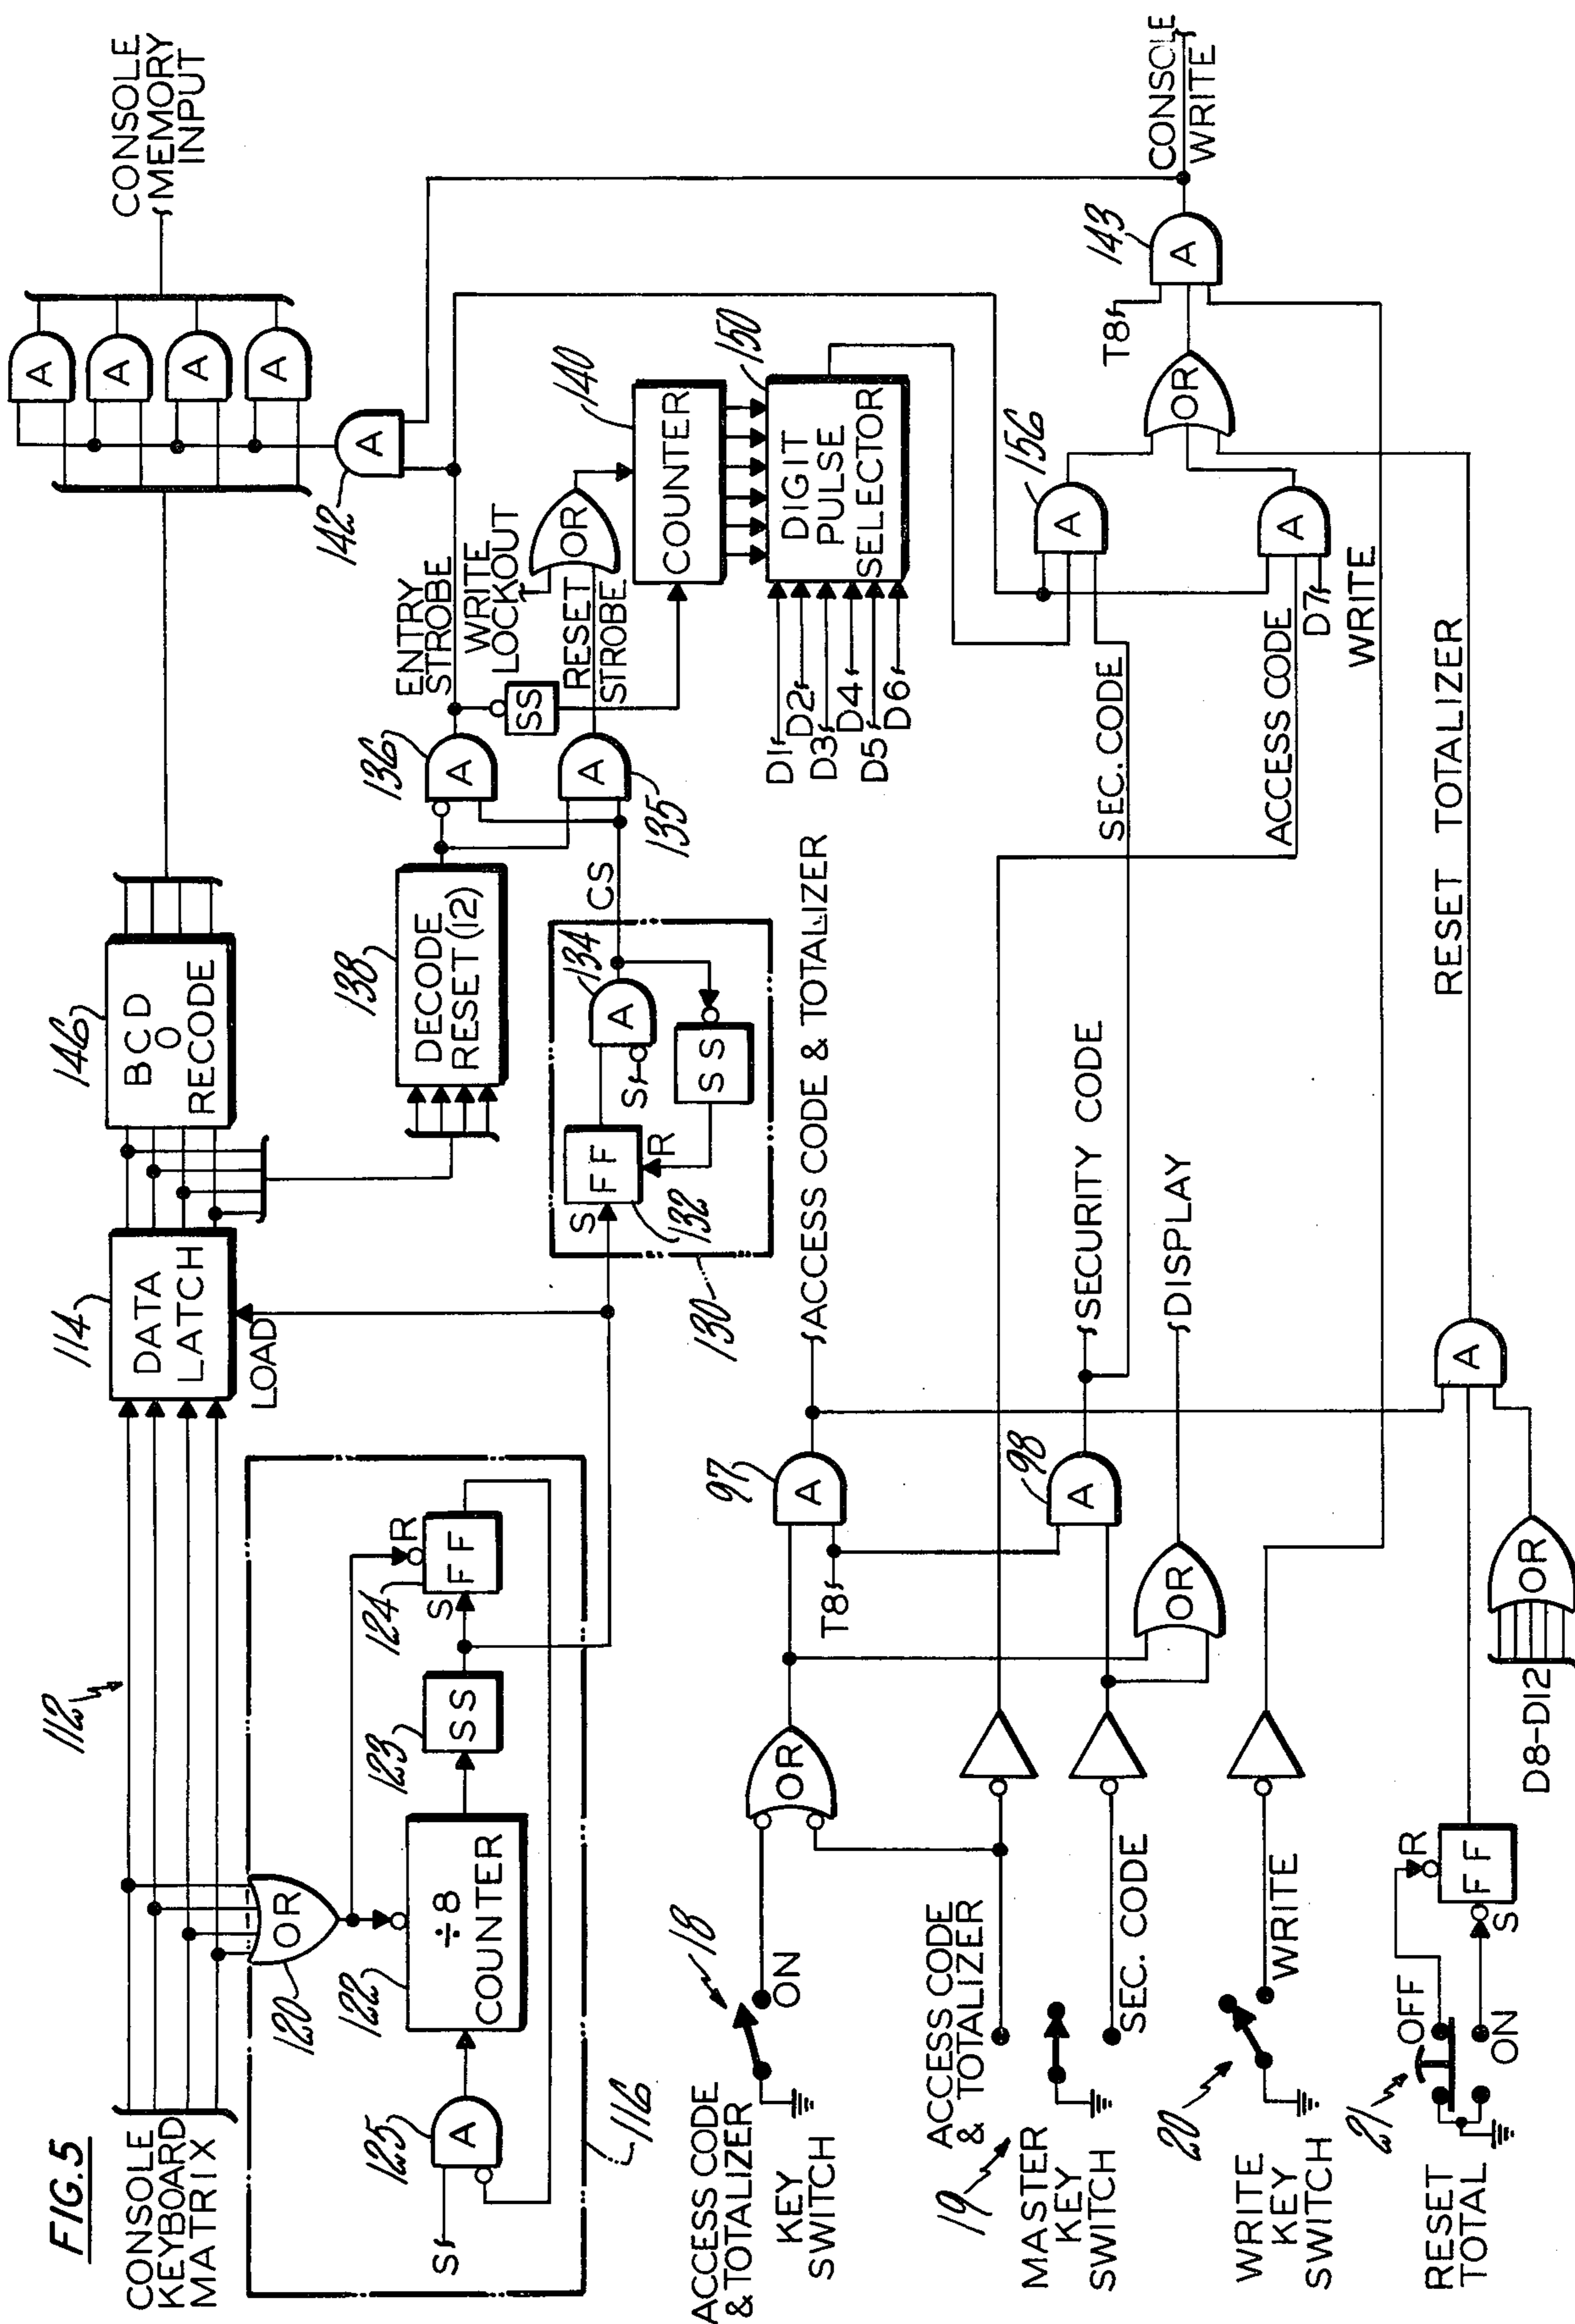 FIG.5
CONSOLE
KEYBOARD
MATRIX
112
114
DATA
LATCH
LOAD
146
BCD
O
RECODE
A
A
A
A
CONSOLE
MEMORY
INPUT
142
A
120
OR
122
÷8
COUNTER
123
SS
124
S
R
FF
125
A
S
116
138
DECODE
RESET (12)
136
A
ENTRY
STROBE
WRITE
LOCKOUT
SS
RESET
STROBE
OR
A
135
CS
134
A
S
SS
S
FF
R
132
130
140
COUNTER
150
DIGIT
PULSE
SELECTOR
D1
D2
D3
D4
D5
D6
ACCESS CODE
& TOTALIZER
KEY
SWITCH
18
ON
OR
97
A
ACCESS CODE & TOTALIZER
T8
ACCESS CODE
& TOTALIZER
19
MASTER
KEY
SWITCH
SEC. CODE
98
A
SECURITY CODE
OR
DISPLAY
SEC. CODE
156
A
ACCESS CODE
D7
A
WRITE
OR
T8
143
A
CONSOLE
WRITE
20
WRITE
KEY
SWITCH
WRITE
21
RESET
TOTAL
OFF
ON
R
FF
S
D8-D12
OR
A
RESET TOTALIZER